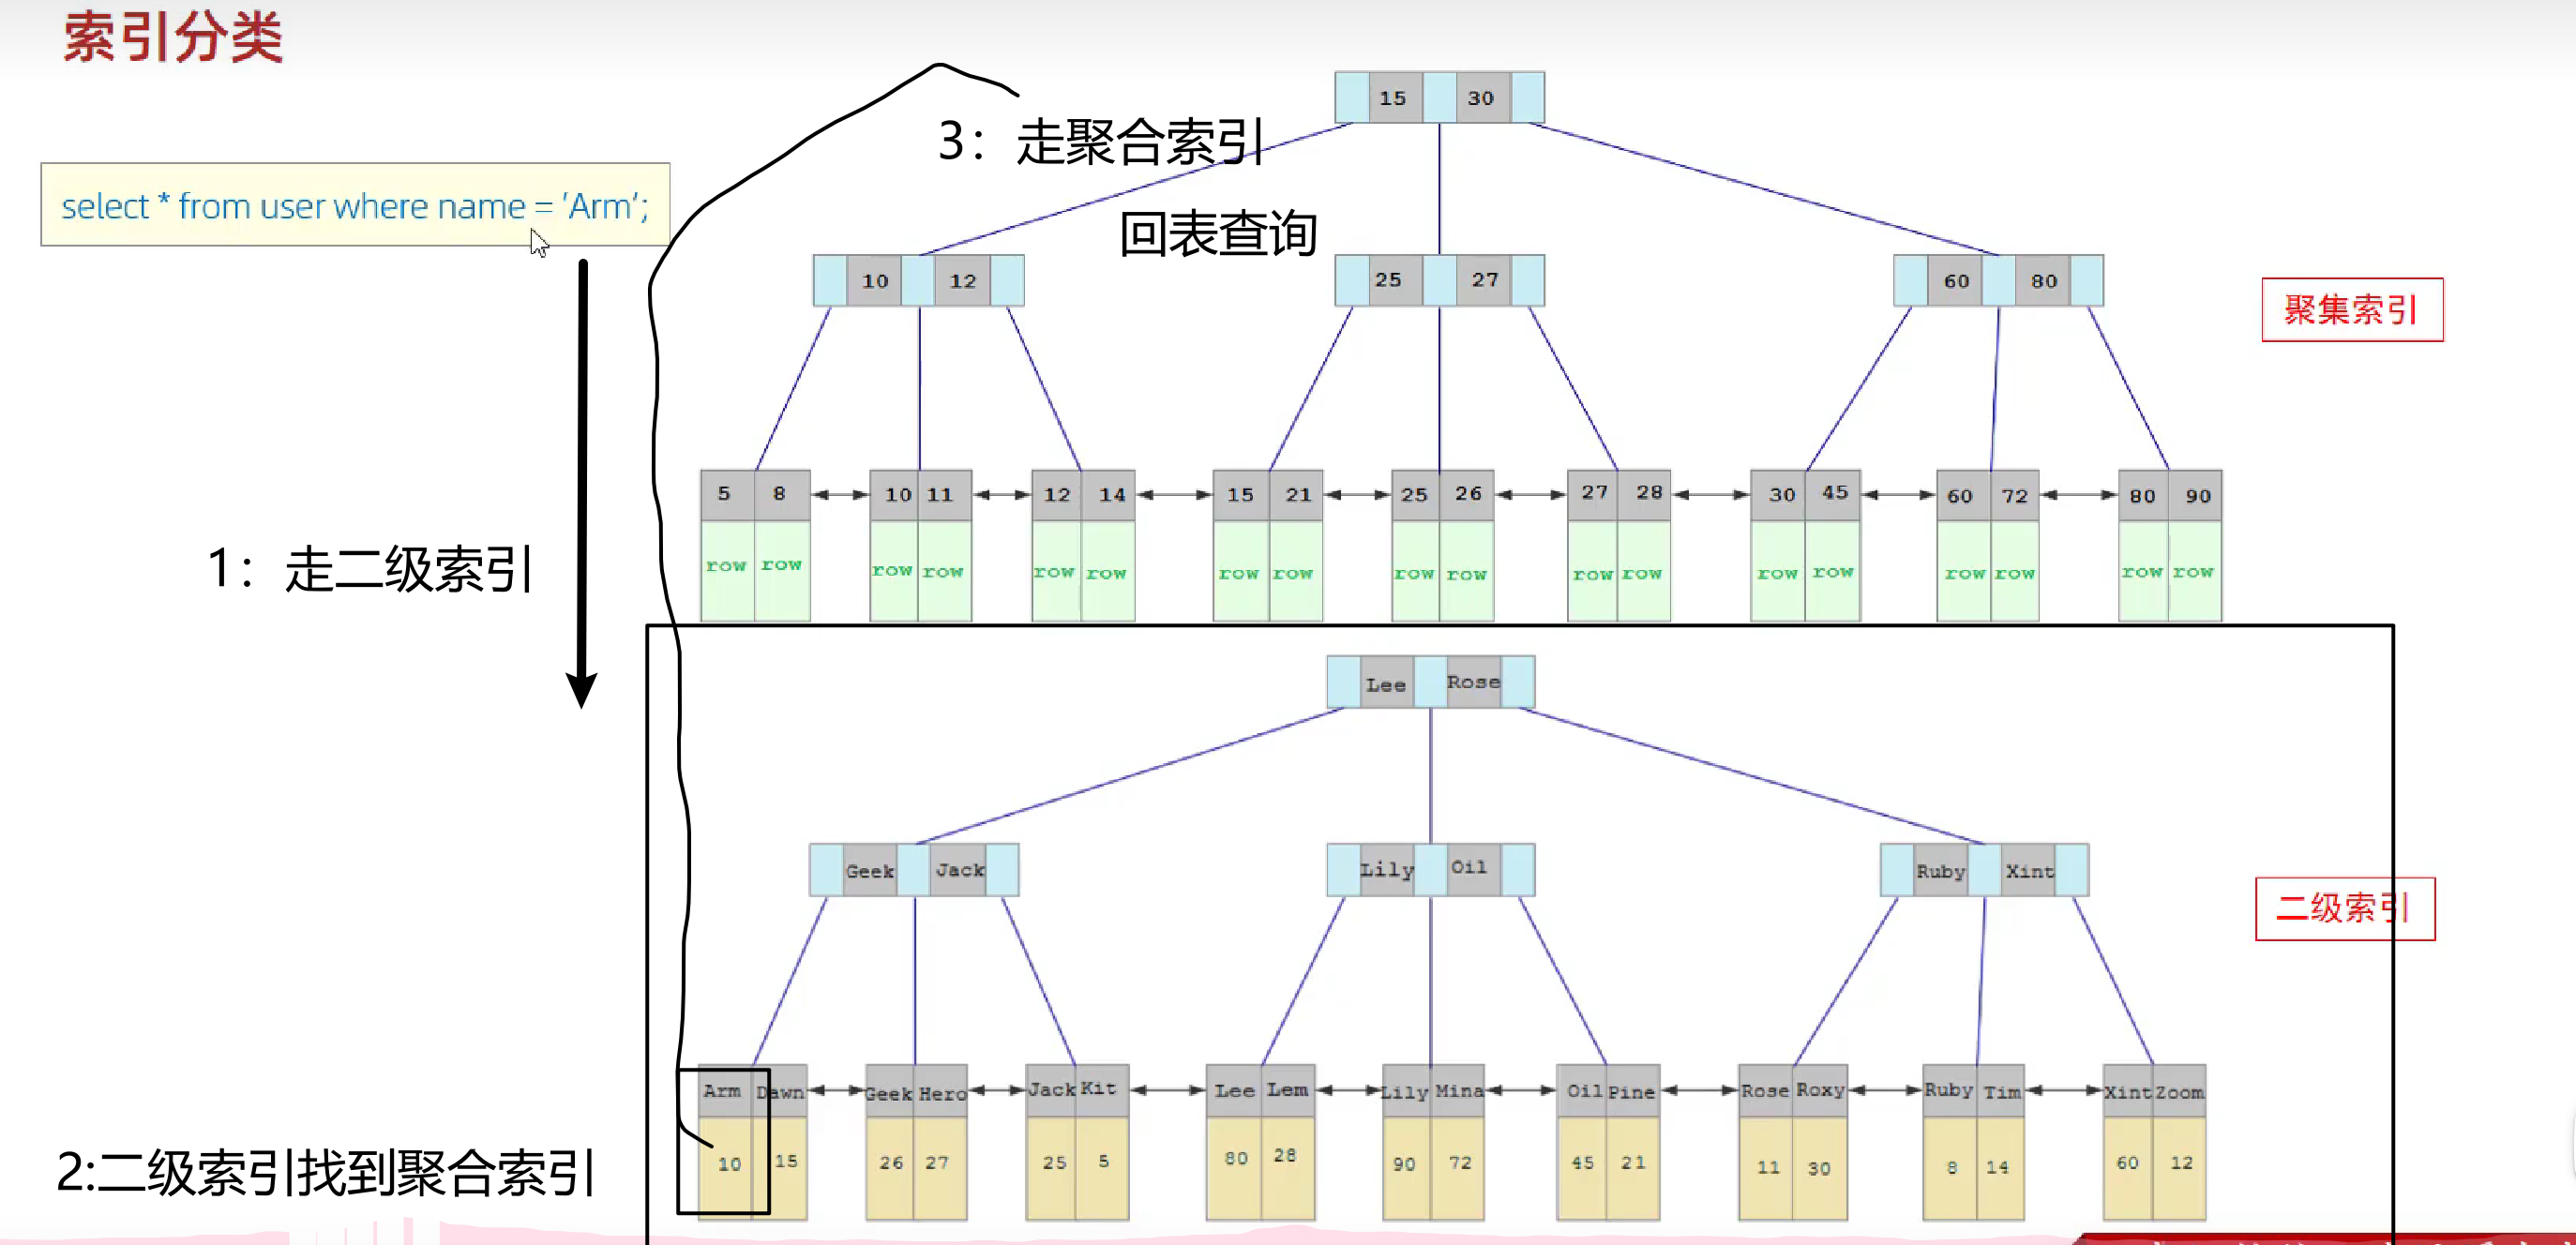 索引分类
select * from user where name = 'Arm';
3：走聚合索引
回表查询
15 30
10 12
25 27
60 80
聚集索引
5 8 10 11 12 14 15 21 25 26 27 28 30 45 60 72 80 90
row row row row row row row row row row row row row row row row row row
1：走二级索引
Lee Rose
Geek Jack
Lily Oil
Ruby Xint
二级索引
Arm Dawn Geek Hero Jack Kit Lee Lem Lily Mina Oil Pine Rose Roxy Ruby Tim Xint Zoom
10 15 26 27 25 5 80 28 90 72 45 21 11 30 8 14 60 12
2:二级索引找到聚合索引